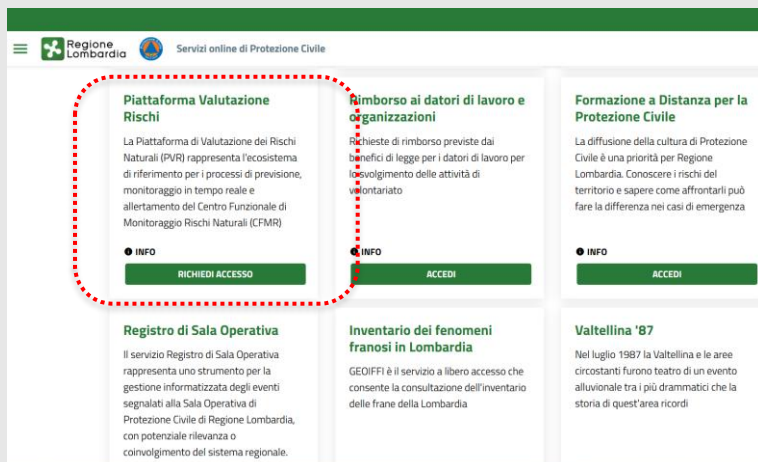 Regione
Lombardia
Servizi online di Protezione Civile
Piattaforma Valutazione
Rischi
La Piattaforma di Valutazione dei Rischi
Naturali (PVR) rappresenta l'ecosistema
di riferimento per i processi di previsione,
monitoraggio in tempo reale e
allertamento del Centro Funzionale di
Monitoraggio Rischi Naturali (CFMR)
INFO
RICHIEDI ACCESSO
Rimborso ai datori di lavoro e
organizzazioni
Richieste di rimborso previste dai
benefici di legge per i datori di lavoro per
lo svolgimento delle attività di
volontariato
INFO
ACCEDI
Formazione a Distanza per la
Protezione Civile
La diffusione della cultura di Protezione
Civile è una priorità per Regione
Lombardia. Conoscere i rischi del
territorio e sapere come affrontarli può
fare la differenza nei casi di emergenza
INFO
ACCEDI
Registro di Sala Operativa
Il servizio Registro di Sala Operativa
rappresenta uno strumento per la
gestione informatizzata degli eventi
segnalati alla Sala Operativa di
Protezione Civile di Regione Lombardia,
con potenziale rilevanza o
coinvolgimento del sistema regionale.
Inventario dei fenomeni
franosi in Lombardia
GEOIFFI è il servizio a libero accesso che
consente la consultazione dell'inventario
delle frane della Lombardia
Valtellina '87
Nel luglio 1987 la Valtellina e le aree
circostanti furono teatro di un evento
alluvionale tra i più drammatici che la
storia di quest'area ricordi